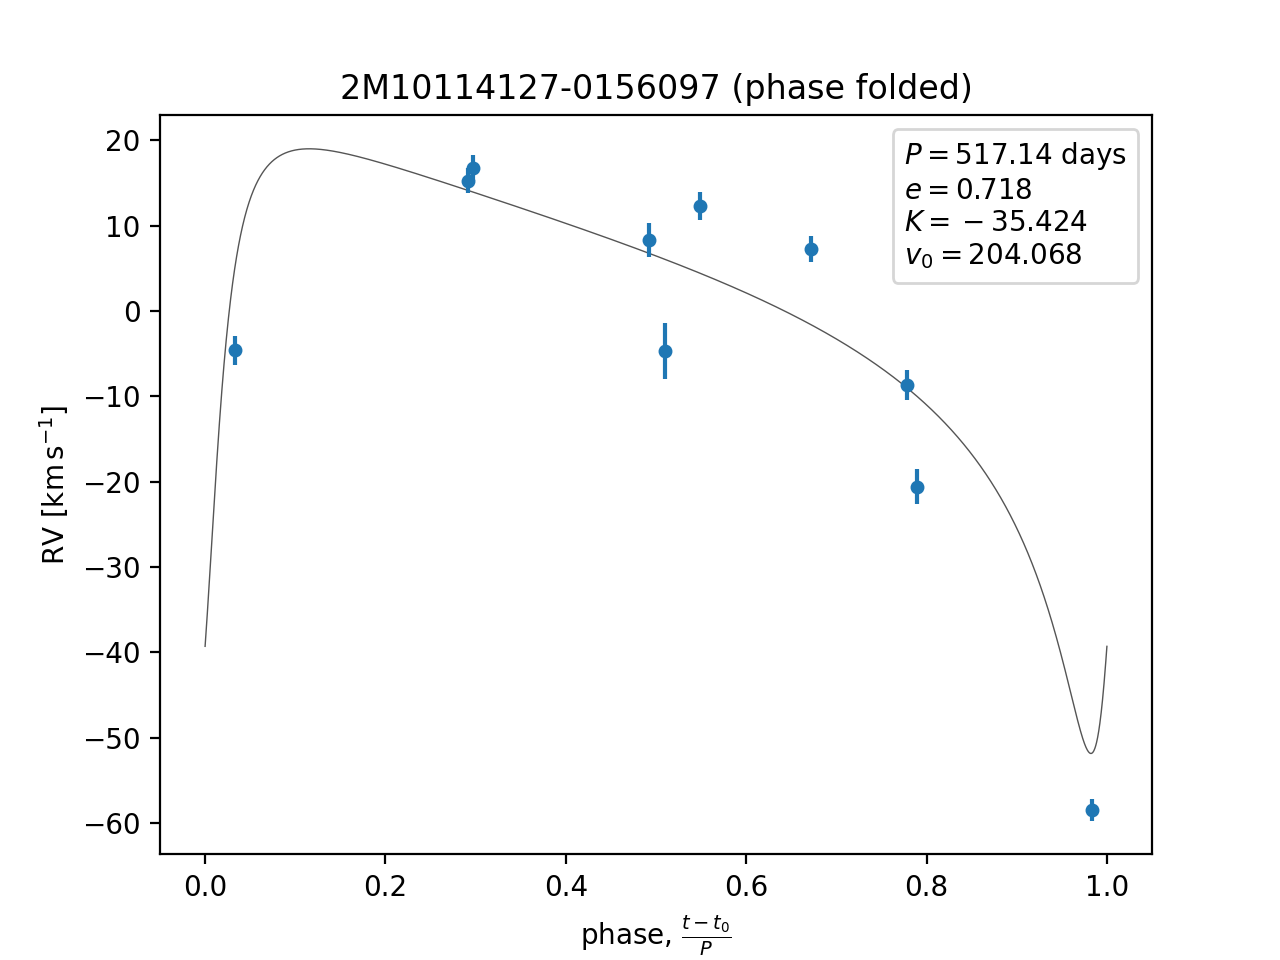 2M10114127-0156097 (phase folded)
P = 517.14 days
e = 0.718
K = −35.424
v₀ = 204.068
20
10
0
−10
−20
−30
−40
−50
−60
RV [km s⁻¹]
0.0 0.2 0.4 0.6 0.8 1.0
phase, (t − t₀)/P